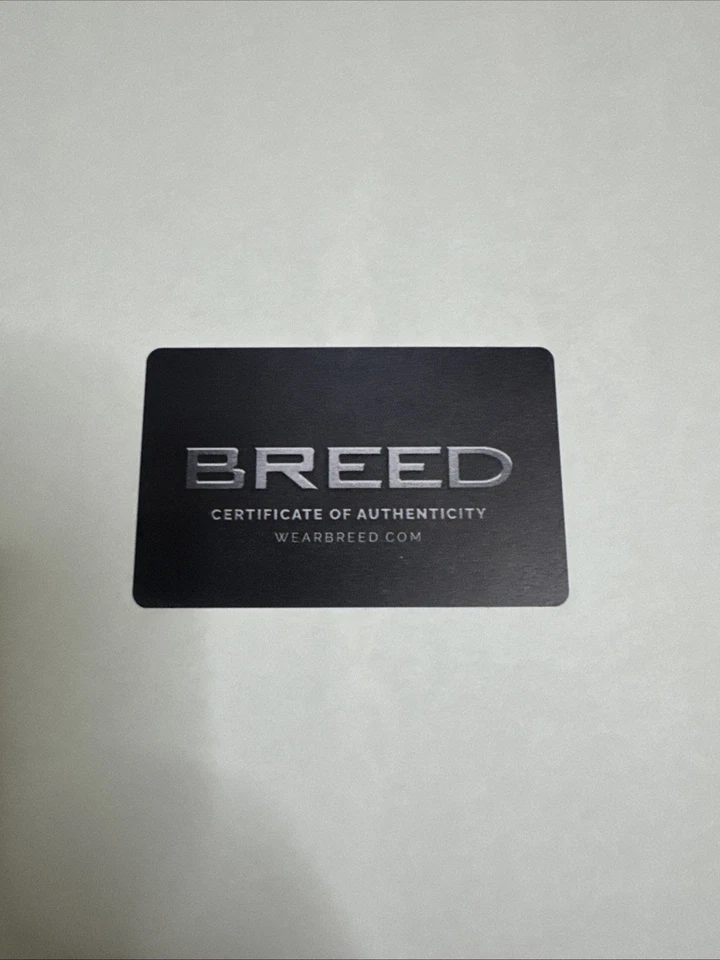 BREED
CERTIFICATE OF AUTHENTICITY
WEARBREED.COM